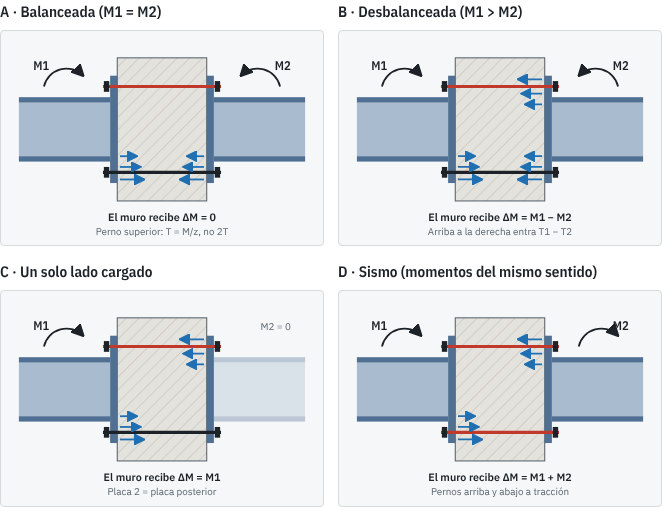 A · Balanceada (M1 = M2)
M1
M2
El muro recibe ΔM = 0
Perno superior: T = M/z, no 2T
B · Desbalanceada (M1 > M2)
M1
M2
El muro recibe ΔM = M1 − M2
Arriba a la derecha entra T1 − T2
C · Un solo lado cargado
M1
M2 = 0
El muro recibe ΔM = M1
Placa 2 = placa posterior
D · Sismo (momentos del mismo sentido)
M1
M2
El muro recibe ΔM = M1 + M2
Pernos arriba y abajo a tracción